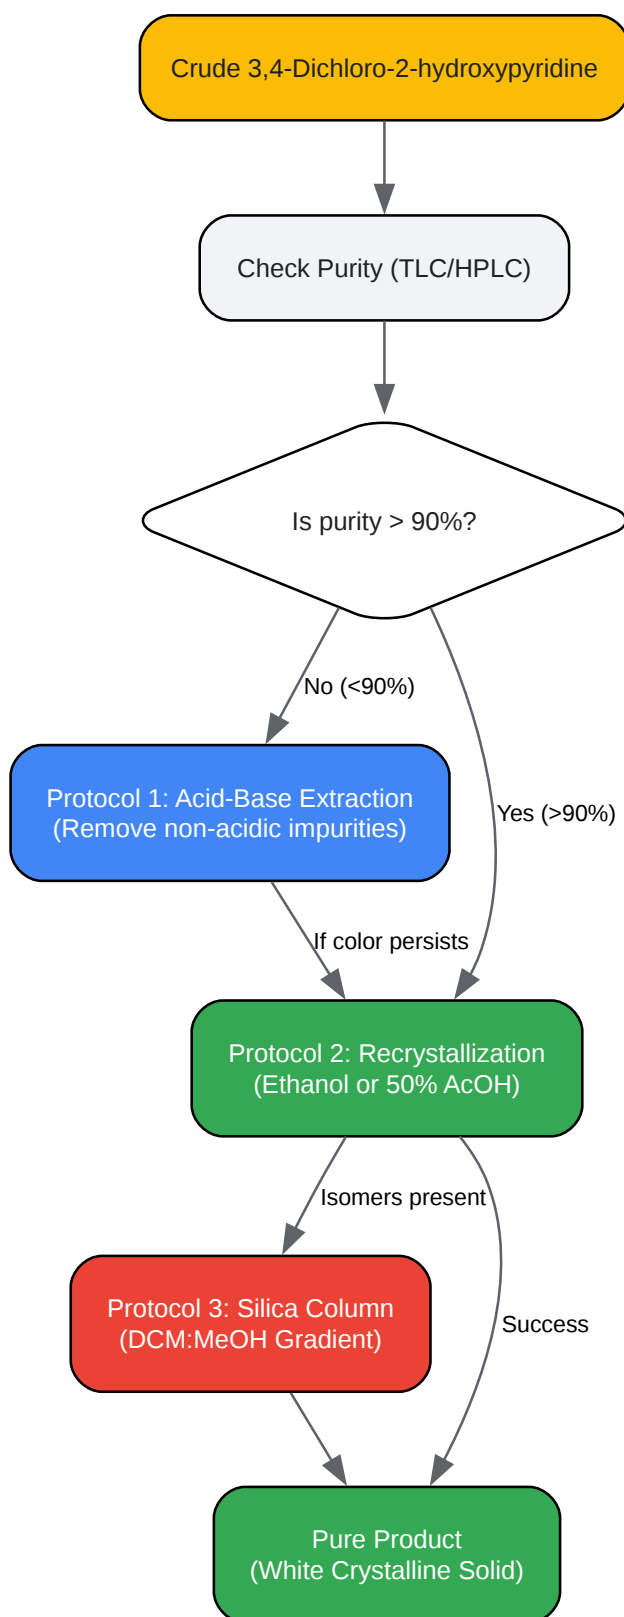 Crude 3,4-Dichloro-2-hydroxypyridine
Check Purity (TLC/HPLC)
Is purity > 90%?
No (<90%)
Protocol 1: Acid-Base Extraction
(Remove non-acidic impurities)
Yes (>90%)
If color persists
Protocol 2: Recrystallization
(Ethanol or 50% AcOH)
Isomers present
Protocol 3: Silica Column
(DCM:MeOH Gradient)
Success
Pure Product
(White Crystalline Solid)